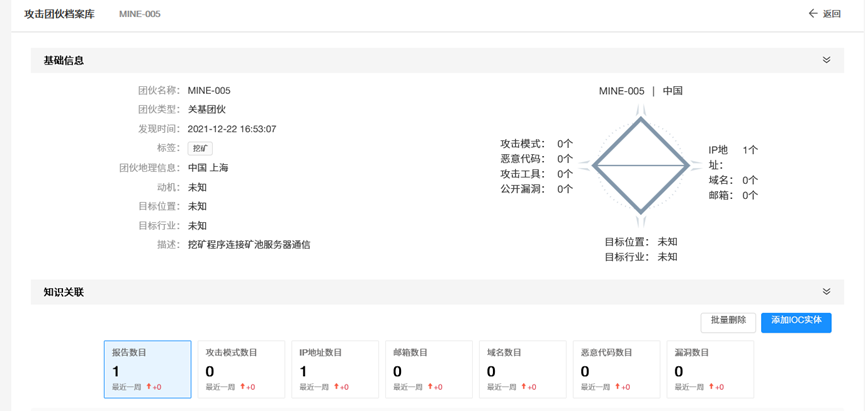 攻击团伙档案库 MINE-005 返回
基础信息
团伙名称： MINE-005
团伙类型： 关基团伙
发现时间： 2021-12-22 16:53:07
标签： 挖矿
团伙地理信息： 中国 上海
动机： 未知
目标位置： 未知
目标行业： 未知
描述： 挖矿程序连接矿池服务器通信
MINE-005 | 中国
攻击模式： 0个
恶意代码： 0个
攻击工具： 0个
公开漏洞： 0个
IP地 1个
址：
域名： 0个
邮箱： 0个
目标位置： 未知
目标行业： 未知
知识关联
批量删除 添加IOC实体
报告数目 攻击模式数目 IP地址数目 邮箱数目 域名数目 恶意代码数目 漏洞数目
1 0 1 0 0 0 0
最近一周 +0 最近一周 +0 最近一周 +0 最近一周 +0 最近一周 +0 最近一周 +0 最近一周 +0